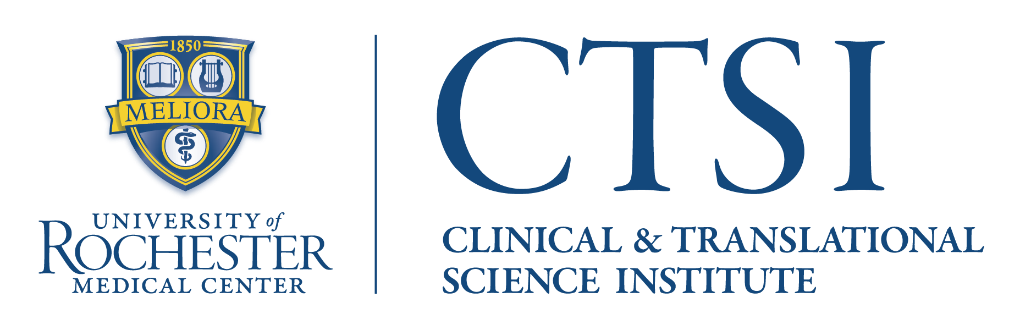 1850
MELIORA
UNIVERSITY of
ROCHESTER
MEDICAL CENTER
CTSI
CLINICAL & TRANSLATIONAL
SCIENCE INSTITUTE